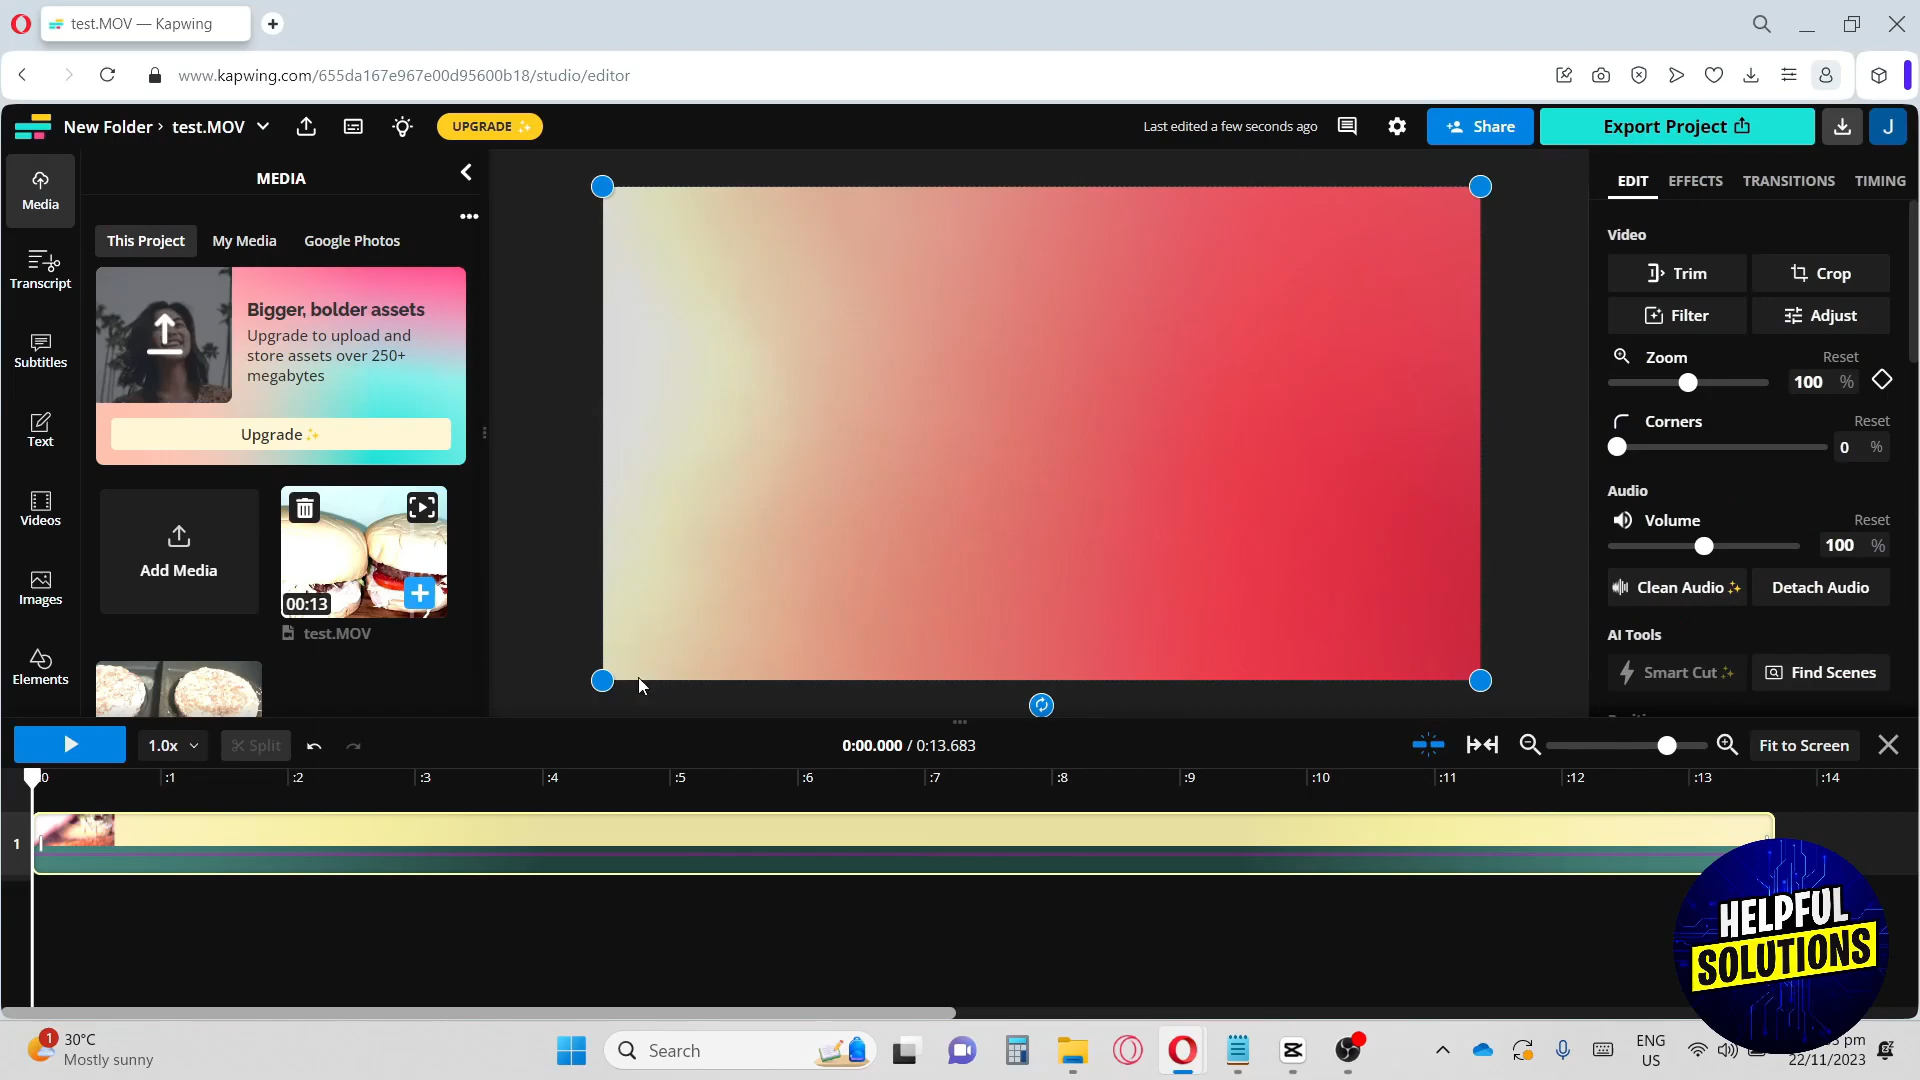 test.MOV — Kapwing
www.kapwing.com/655da167e967e00d95600b18/studio/editor
New Folder › test.MOV
UPGRADE
Last edited a few seconds ago
Share
Export Project
J
Media
Transcript
Subtitles
Text
Videos
Images
Elements
MEDIA
This Project
My Media
Google Photos
Bigger, bolder assets
Upgrade to upload and
store assets over 250+
megabytes
Upgrade
Add Media
00:13
test.MOV
EDIT
EFFECTS
TRANSITIONS
TIMING
Video
Trim
Crop
Filter
Adjust
Zoom
Reset
100 %
Corners
Reset
0 %
Audio
Volume
Reset
100 %
Clean Audio
Detach Audio
AI Tools
Smart Cut
Find Scenes
1.0x
Split
0:00.000 / 0:13.683
Fit to Screen
:0 :1 :2 :3 :4 :5 :6 :7 :8 :9 :10 :11 :12 :13 :14
1
HELPFUL
SOLUTIONS
1
30°C
Mostly sunny
Search
ENG
US
pm
22/11/2023